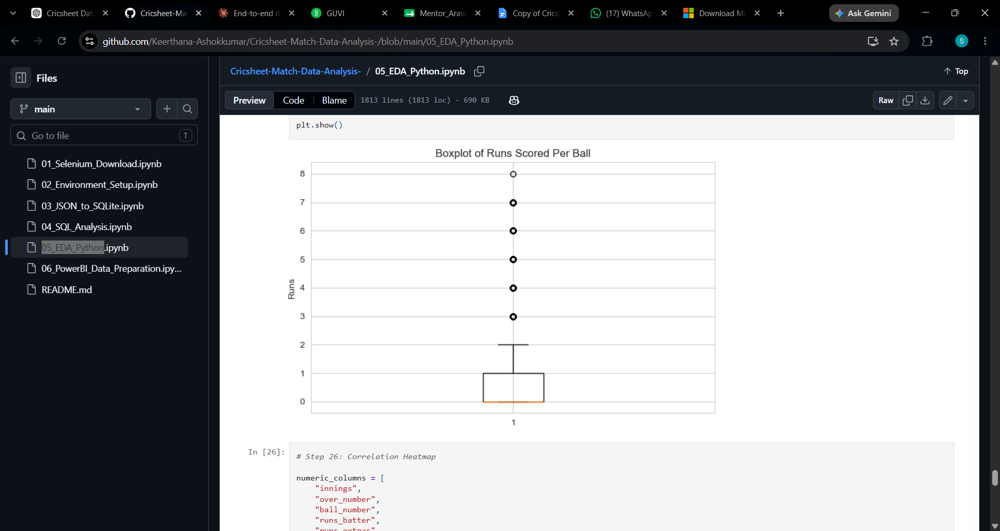 Cricsheet Dat
Cricsheet-Ma
End-to-end d
GUVI
Mentor_Aravi
Copy of Crics
(17) WhatsAp
Download Mi
Ask Gemini
github.com/Keerthana-Ashokkumar/Cricsheet-Match-Data-Analysis-/blob/main/05_EDA_Python.ipynb
S
Files
main
Go to file
T
01_Selenium_Download.ipynb
02_Environment_Setup.ipynb
03_JSON_to_SQLite.ipynb
04_SQL_Analysis.ipynb
05_EDA_Python.ipynb
06_PowerBI_Data_Preparation.ipy...
README.md
Cricsheet-Match-Data-Analysis- / 05_EDA_Python.ipynb
Top
Preview
Code
Blame
1813 lines (1813 loc) · 690 KB
Raw
plt.show()
Boxplot of Runs Scored Per Ball
8
7
6
5
4
3
2
1
0
Runs
1
In [26]:
# Step 26: Correlation Heatmap
numeric_columns = [
"innings",
"over_number",
"ball_number",
"runs_batter",
"runs_extras"